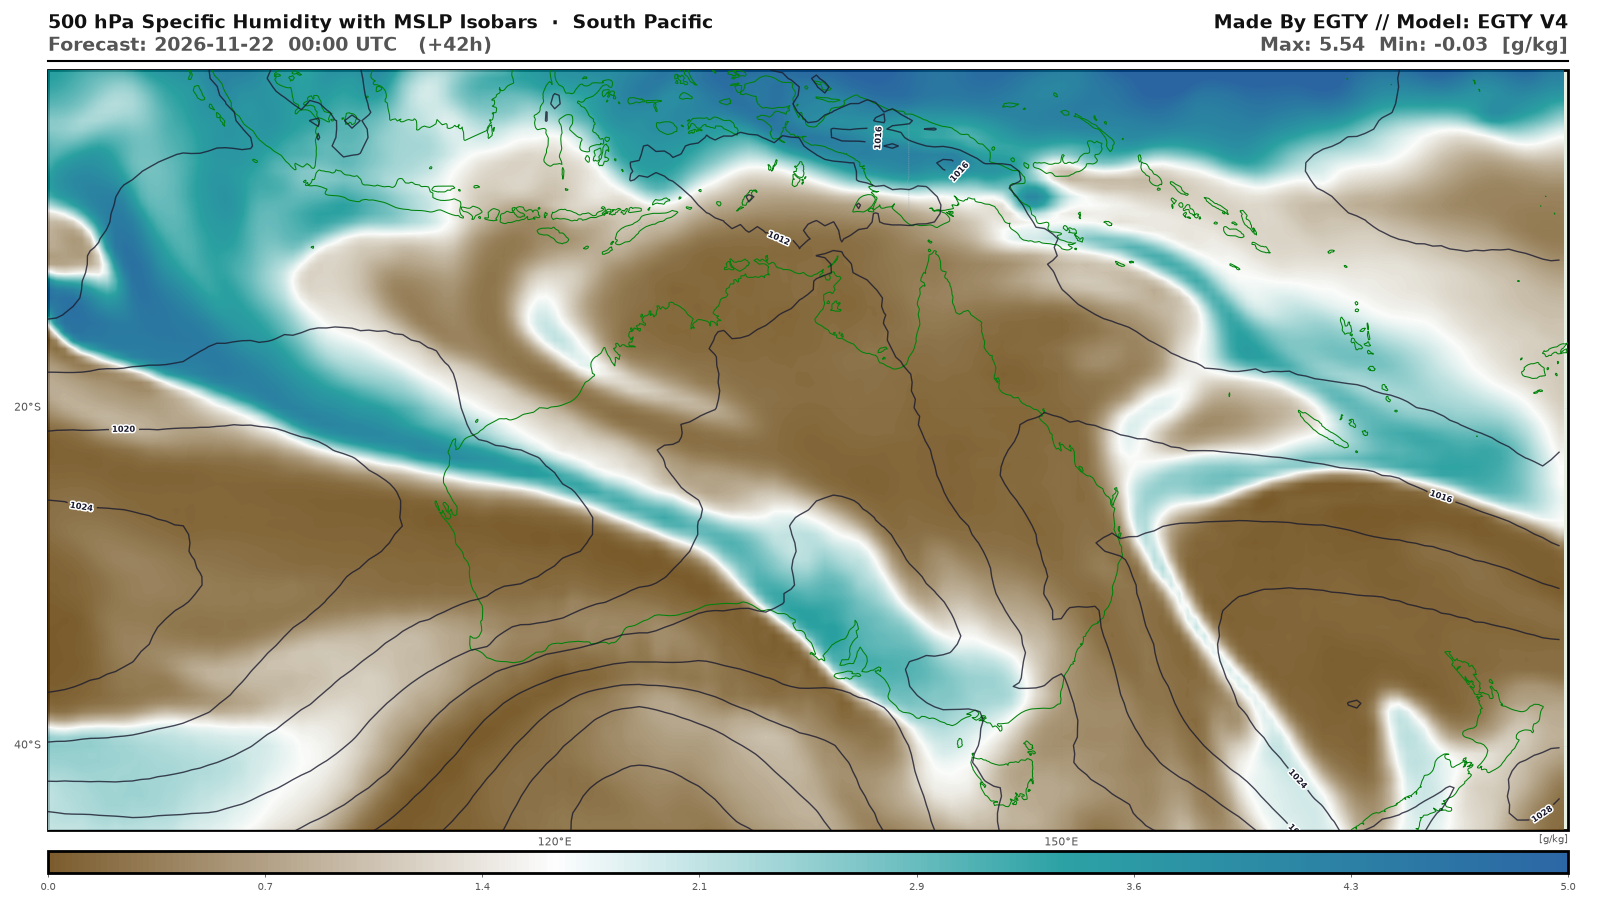 500 hPa Specific Humidity with MSLP Isobars · South Pacific
Made By EGTY // Model: EGTY V4
Forecast: 2026-11-22 00:00 UTC (+42h)
Max: 5.54 Min: -0.03 [g/kg]
1016
1016
1012
20°S
1020
1016
1024
40°S
1024
1028
120°E
150°E
[g/kg]
0.0
0.7
1.4
2.1
2.9
3.6
4.3
5.0